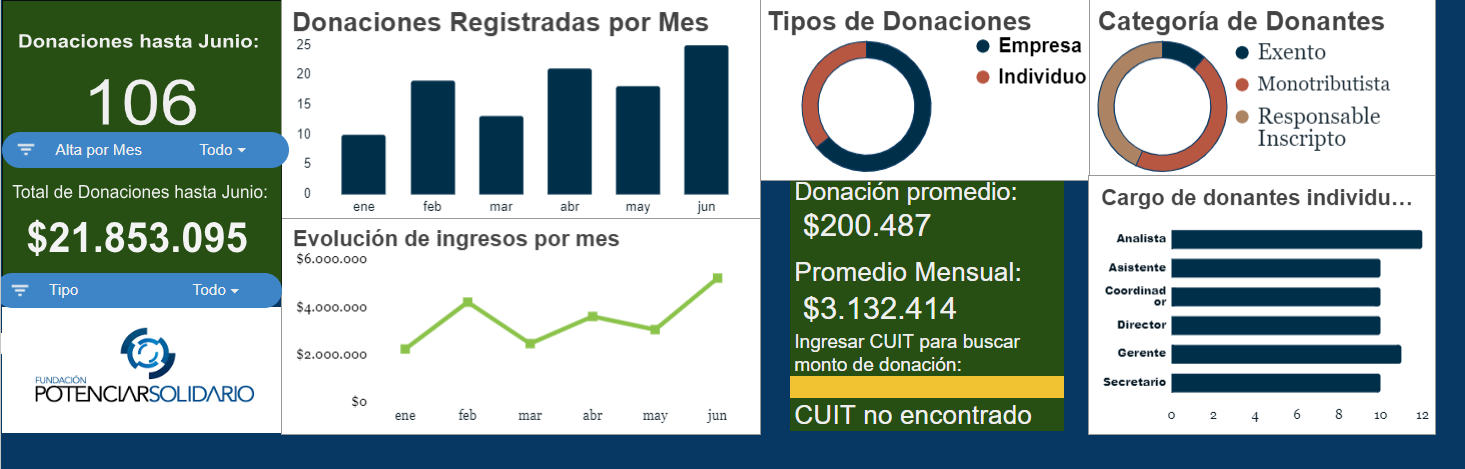 Donaciones hasta Junio:
106
Alta por Mes Todo
Total de Donaciones hasta Junio:
$21.853.095
Tipo Todo
FUNDACIÓN
POTENCIARSOLIDARIO
Donaciones Registradas por Mes
25
20
15
10
5
0
ene feb mar abr may jun
Evolución de ingresos por mes
$6.000.000
$4.000.000
$2.000.000
$0
ene feb mar abr may jun
Tipos de Donaciones
Empresa
Individuo
Donación promedio:
$200.487
Promedio Mensual:
$3.132.414
Ingresar CUIT para buscar
monto de donación:
CUIT no encontrado
Categoría de Donantes
Exento
Monotributista
Responsable
Inscripto
Cargo de donantes individu…
Analista
Asistente
Coordinad
or
Director
Gerente
Secretario
0 2 4 6 8 10 12